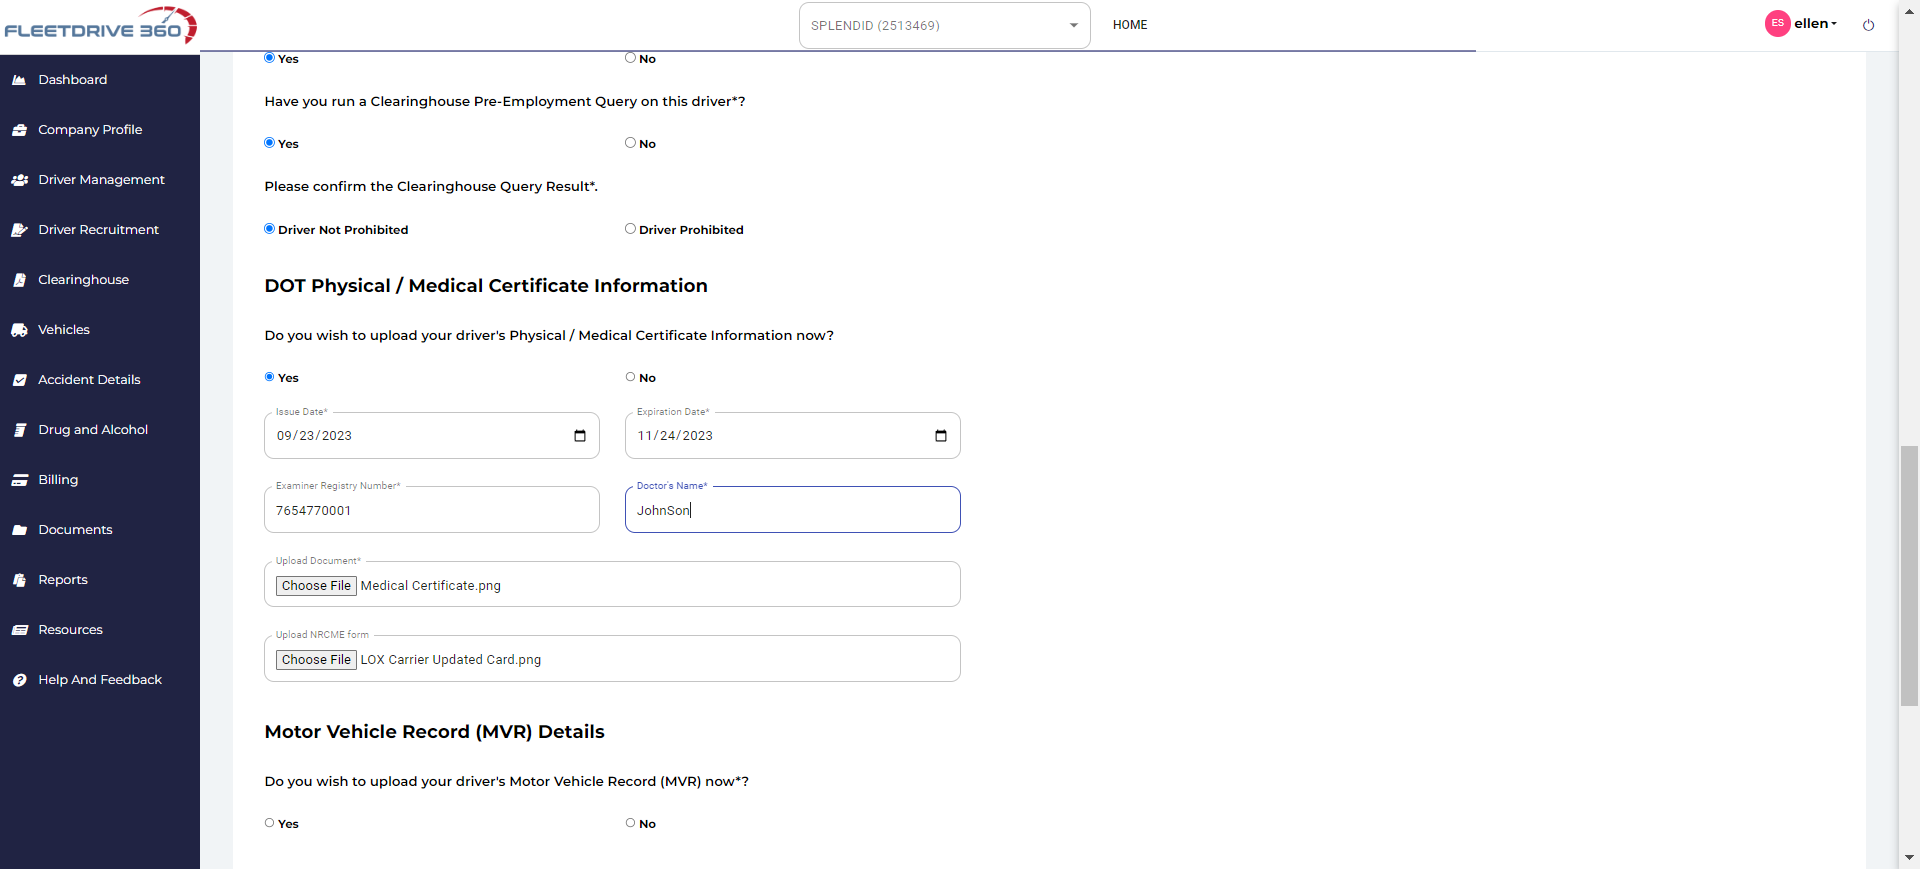 FLEETDRIVE 360
SPLENDID (2513469)
HOME
ES
ellen
Dashboard
Company Profile
Driver Management
Driver Recruitment
Clearinghouse
Vehicles
Accident Details
Drug and Alcohol
Billing
Documents
Reports
Resources
Help And Feedback
Yes No
Have you run a Clearinghouse Pre-Employment Query on this driver*?
Yes No
Please confirm the Clearinghouse Query Result*.
Driver Not Prohibited Driver Prohibited
DOT Physical / Medical Certificate Information
Do you wish to upload your driver's Physical / Medical Certificate Information now?
Yes No
Issue Date* Expiration Date*
09/23/2023 11/24/2023
Examiner Registry Number* Doctor's Name*
7654770001 JohnSon
Upload Document*
Choose File Medical Certificate.png
Upload NRCME form
Choose File LOX Carrier Updated Card.png
Motor Vehicle Record (MVR) Details
Do you wish to upload your driver's Motor Vehicle Record (MVR) now*?
Yes No